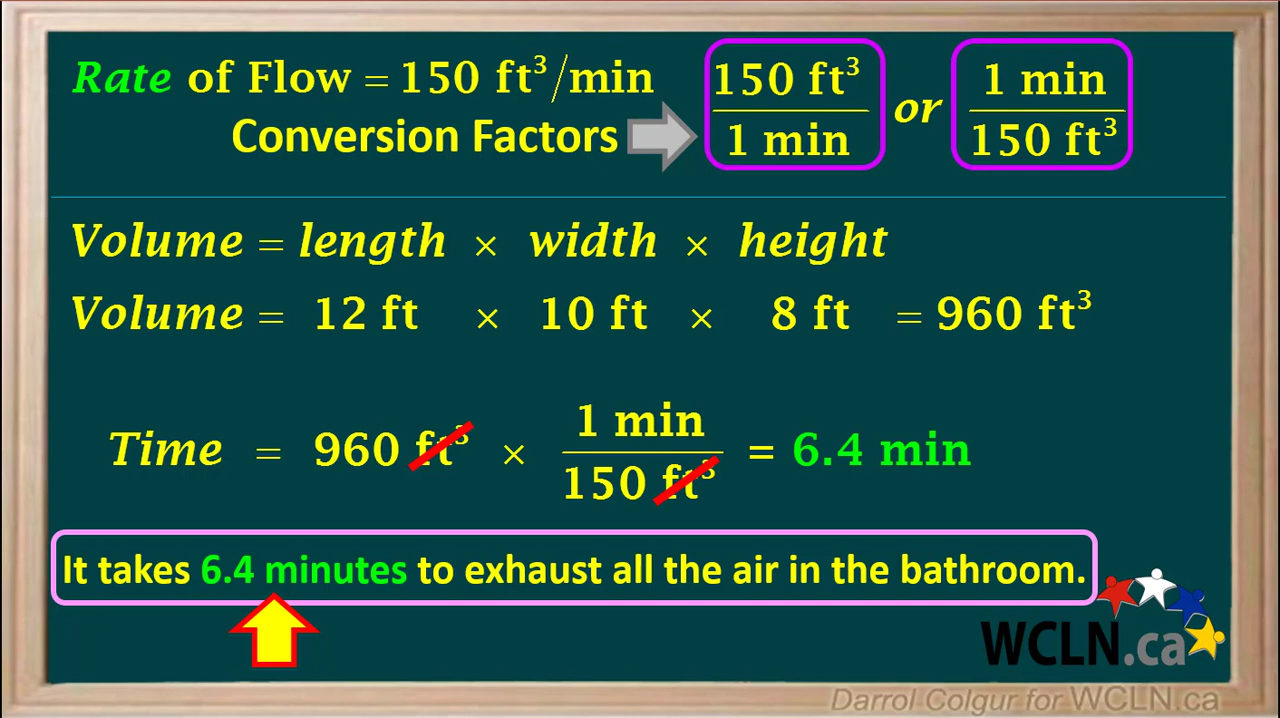 Rate of Flow = 150 ft³/min
Conversion Factors
150 ft³ / 1 min or 1 min / 150 ft³
Volume = length × width × height
Volume = 12 ft × 10 ft × 8 ft = 960 ft³
Time = 960 ft³ × 1 min / 150 ft³ = 6.4 min
It takes 6.4 minutes to exhaust all the air in the bathroom.
WCLN.ca
Darrol Colgur for WCLN.ca